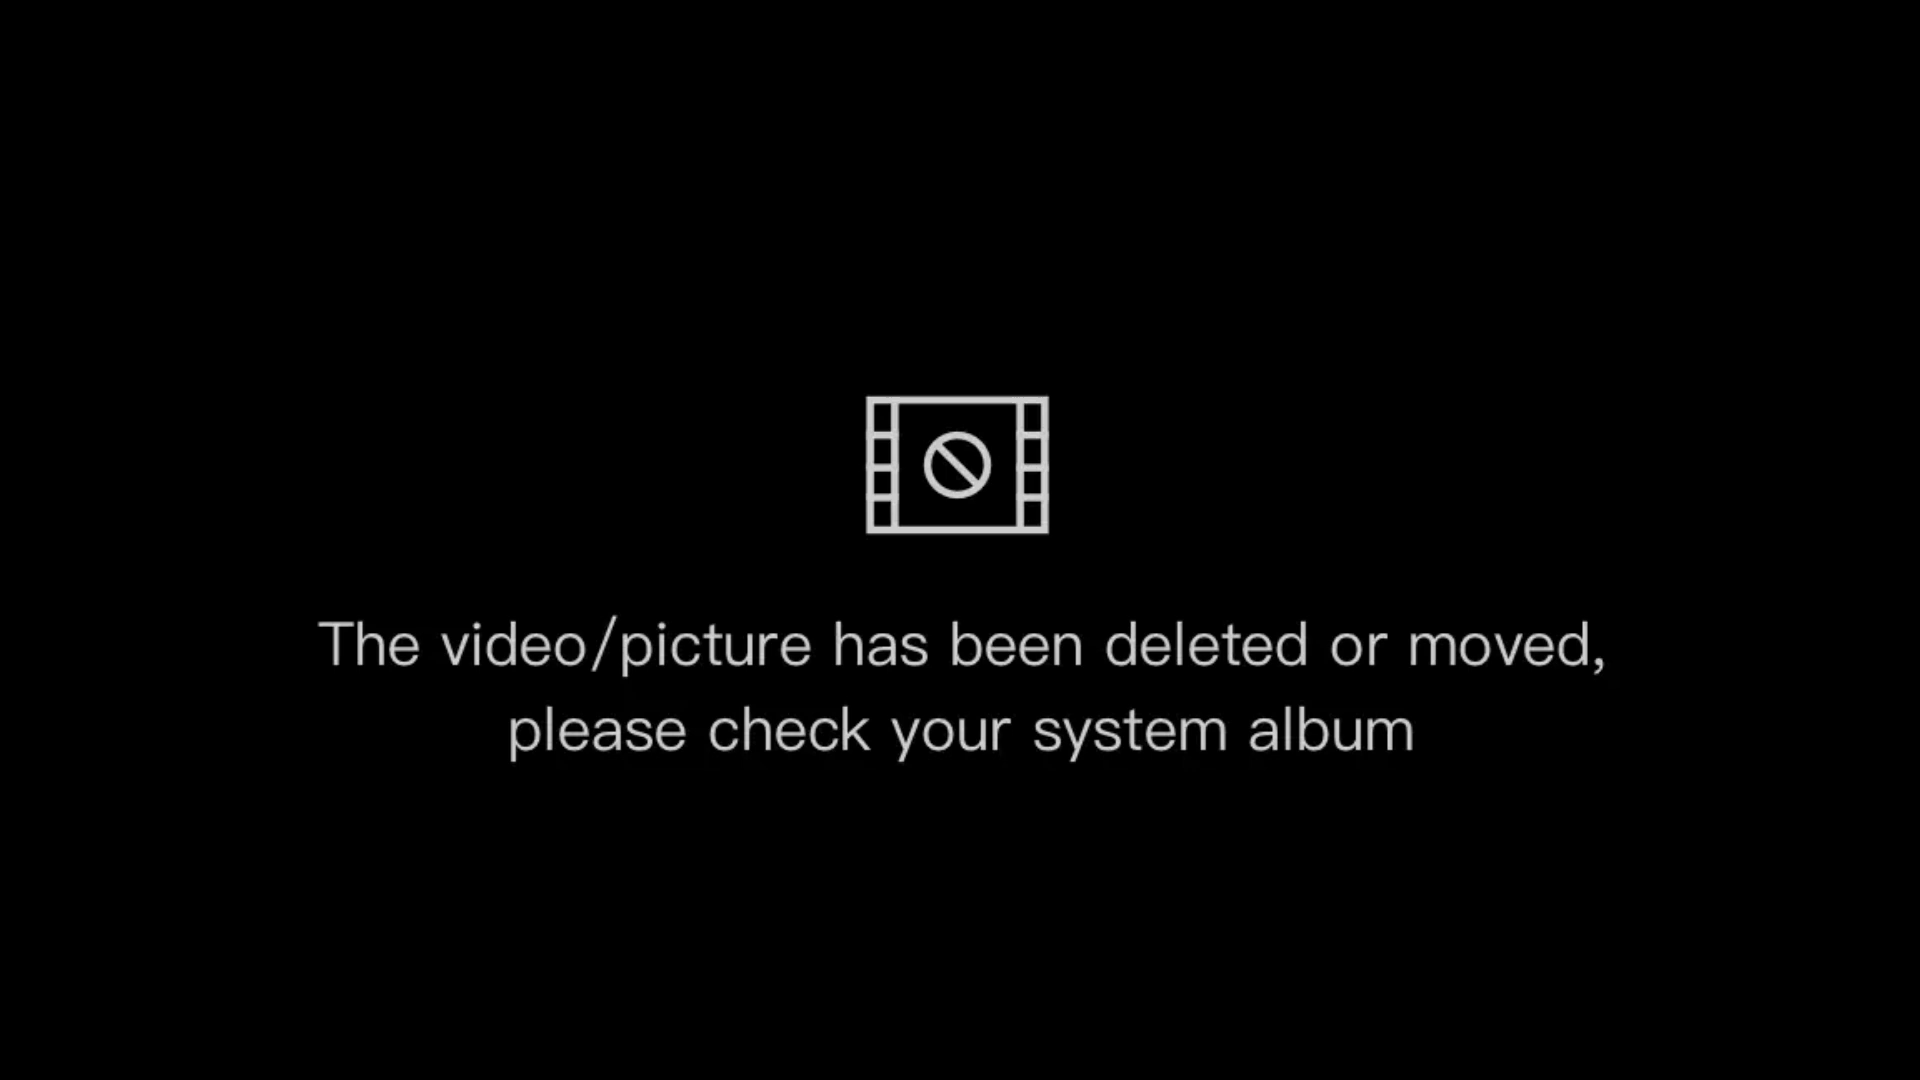 The video/picture has been deleted or moved,
please check your system album